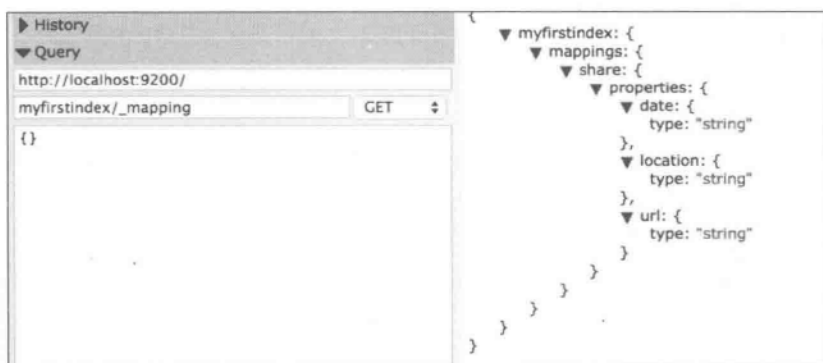 History
Query
http://localhost:9200/
myfirstindex/_mapping GET
{}
{
myfirstindex: {
mappings: {
share: {
properties: {
date: {
type: "string"
},
location: {
type: "string"
},
url: {
type: "string"
}
}
}
}
}
}